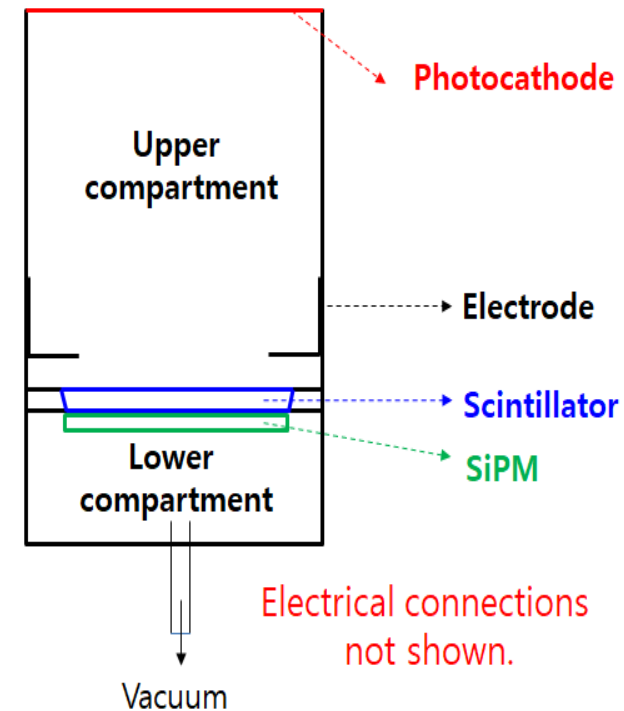 Photocathode
Upper
compartment
Electrode
Scintillator
SiPM
Lower
compartment
Electrical connections
not shown.
Vacuum